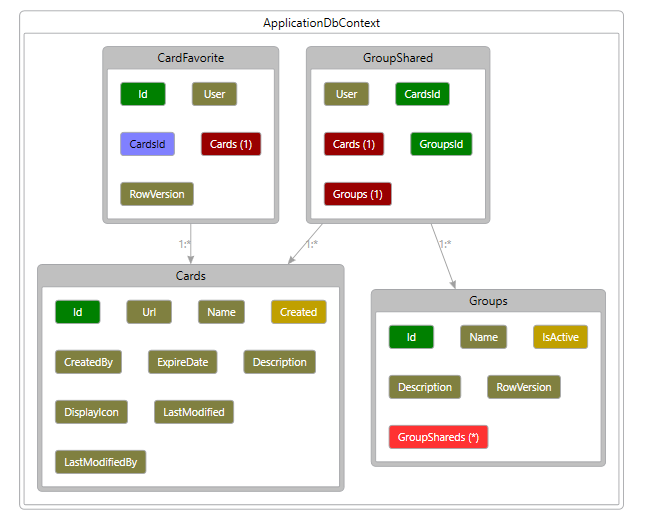 ApplicationDbContext
CardFavorite
Id
User
CardsId
Cards (1)
RowVersion
GroupShared
User
CardsId
Cards (1)
GroupsId
Groups (1)
1:*
1:*
1:*
Cards
Id
Url
Name
Created
CreatedBy
ExpireDate
Description
DisplayIcon
LastModified
LastModifiedBy
Groups
Id
Name
IsActive
Description
RowVersion
GroupShareds (*)